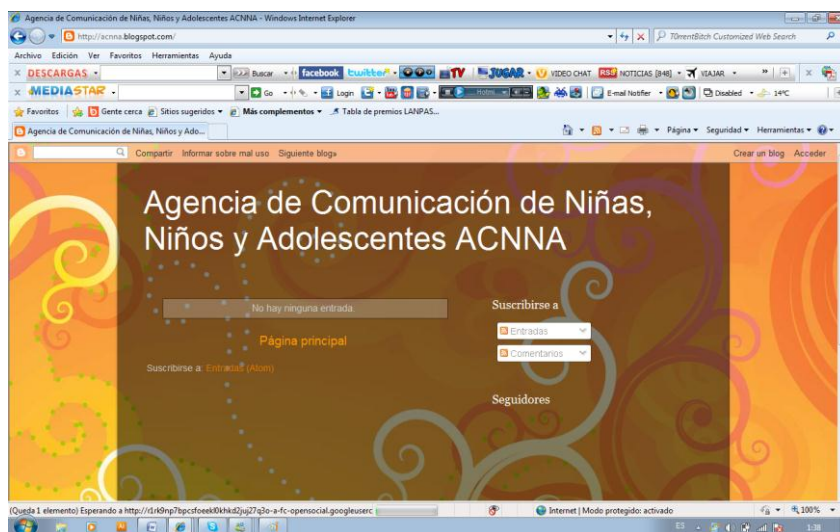 Agencia de Comunicación de Niñas, Niños y Adolescentes ACNNA - Windows Internet Explorer
http://acnna.blogspot.com/
T0rrentBitch Customized Web Search
Archivo Edición Ver Favoritos Herramientas Ayuda
DESCARGAS Buscar facebook twitter TV JUGAR VIDEO CHAT RSS NOTICIAS [848] VIAJAR
MEDIASTAR Go Login E-mail Notifier Disabled 14ºC
Favoritos Gente cerca Sitios sugeridos Más complementos Tabla de premios LANPAS...
Agencia de Comunicación de Niñas, Niños y Ado...
Página Seguridad Herramientas
Compartir Informar sobre mal uso Siguiente blog» Crear un blog Acceder
Agencia de Comunicación de Niñas,
Niños y Adolescentes ACNNA
No hay ninguna entrada.
Página principal
Suscribirse a: Entradas (Atom)
Suscribirse a
Entradas
Comentarios
Seguidores
(Queda 1 elemento) Esperando a Internet | Modo protegido: activado 100%
ES 1:38